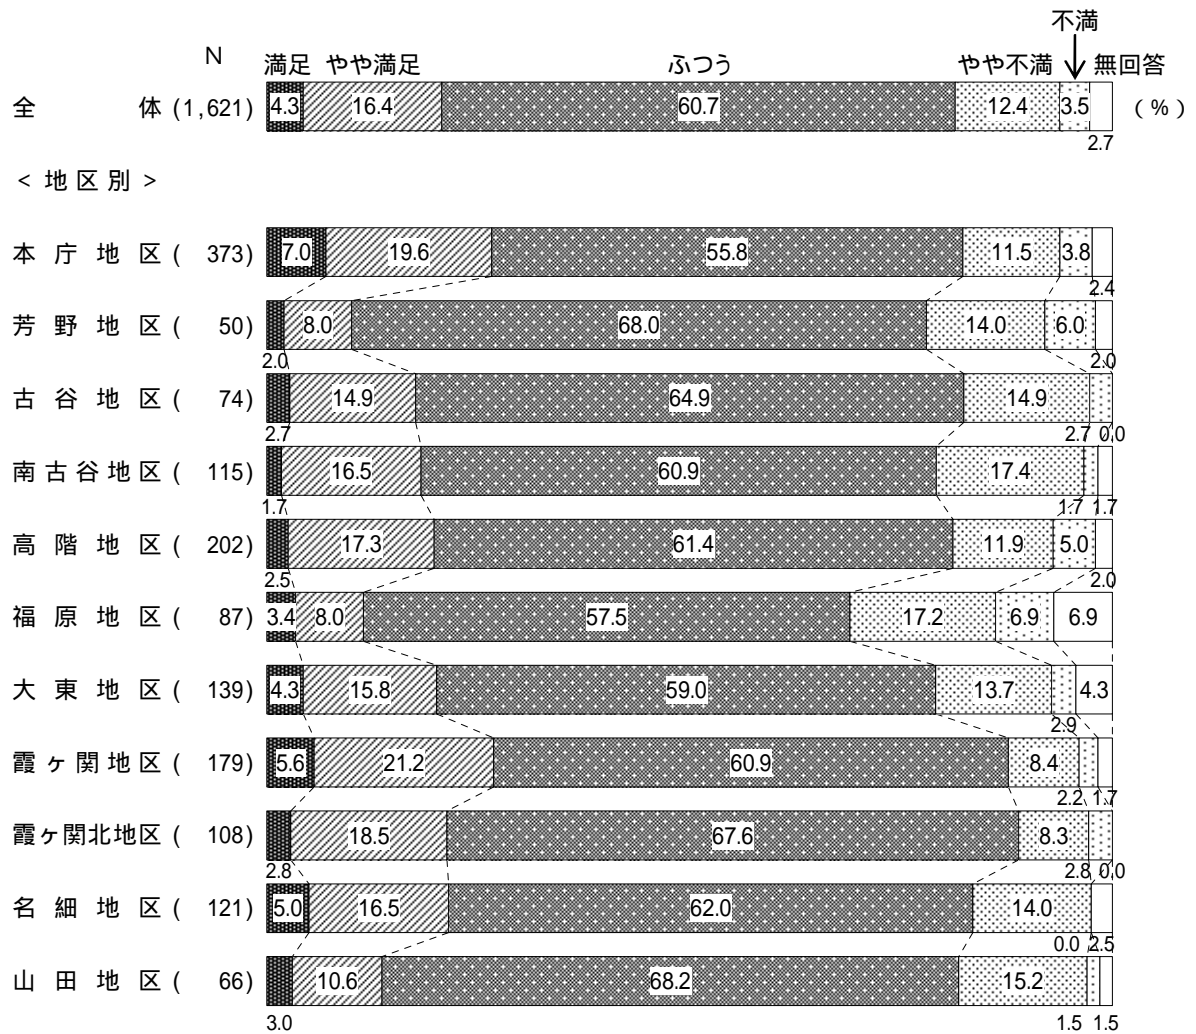 不満
N 満足 やや満足 ふつう やや不満 無回答
全体(1,621) 4.3 16.4 60.7 12.4 3.5 (%)
2.7
<地区別>
本庁地区( 373) 7.0 19.6 55.8 11.5 3.8
2.4
芳野地区( 50) 8.0 68.0 14.0 6.0
2.0 2.0
古谷地区( 74) 14.9 64.9 14.9
2.7 2.7 0.0
南古谷地区( 115) 16.5 60.9 17.4
1.7 1.7 1.7
高階地区( 202) 17.3 61.4 11.9 5.0
2.5 2.0
福原地区( 87) 3.4 8.0 57.5 17.2 6.9 6.9
大東地区( 139) 4.3 15.8 59.0 13.7 4.3
2.9
霞ヶ関地区( 179) 5.6 21.2 60.9 8.4
2.2 1.7
霞ヶ関北地区( 108) 18.5 67.6 8.3
2.8 2.8 0.0
名細地区( 121) 5.0 16.5 62.0 14.0
0.0 2.5
山田地区( 66) 10.6 68.2 15.2
3.0 1.5 1.5